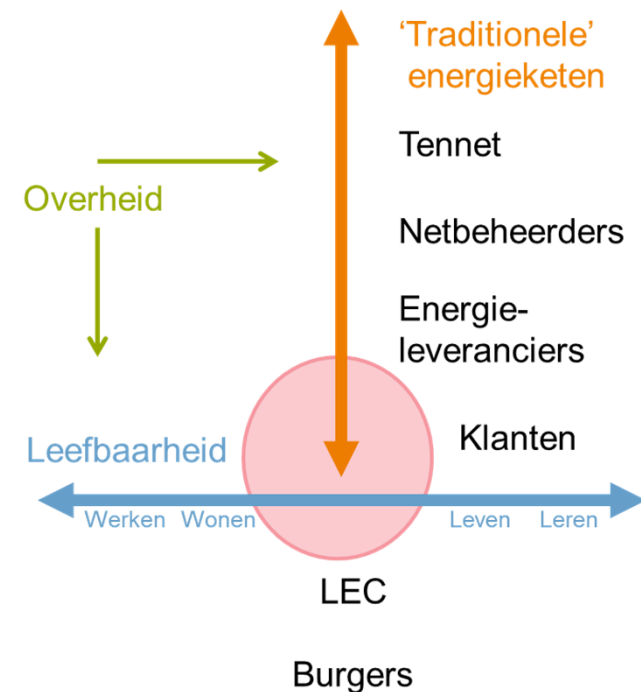 ‘Traditionele’
energieketen
Tennet
Overheid
Netbeheerders
Energie-
leveranciers
Klanten
Leefbaarheid
Werken Wonen Leven Leren
LEC
Burgers